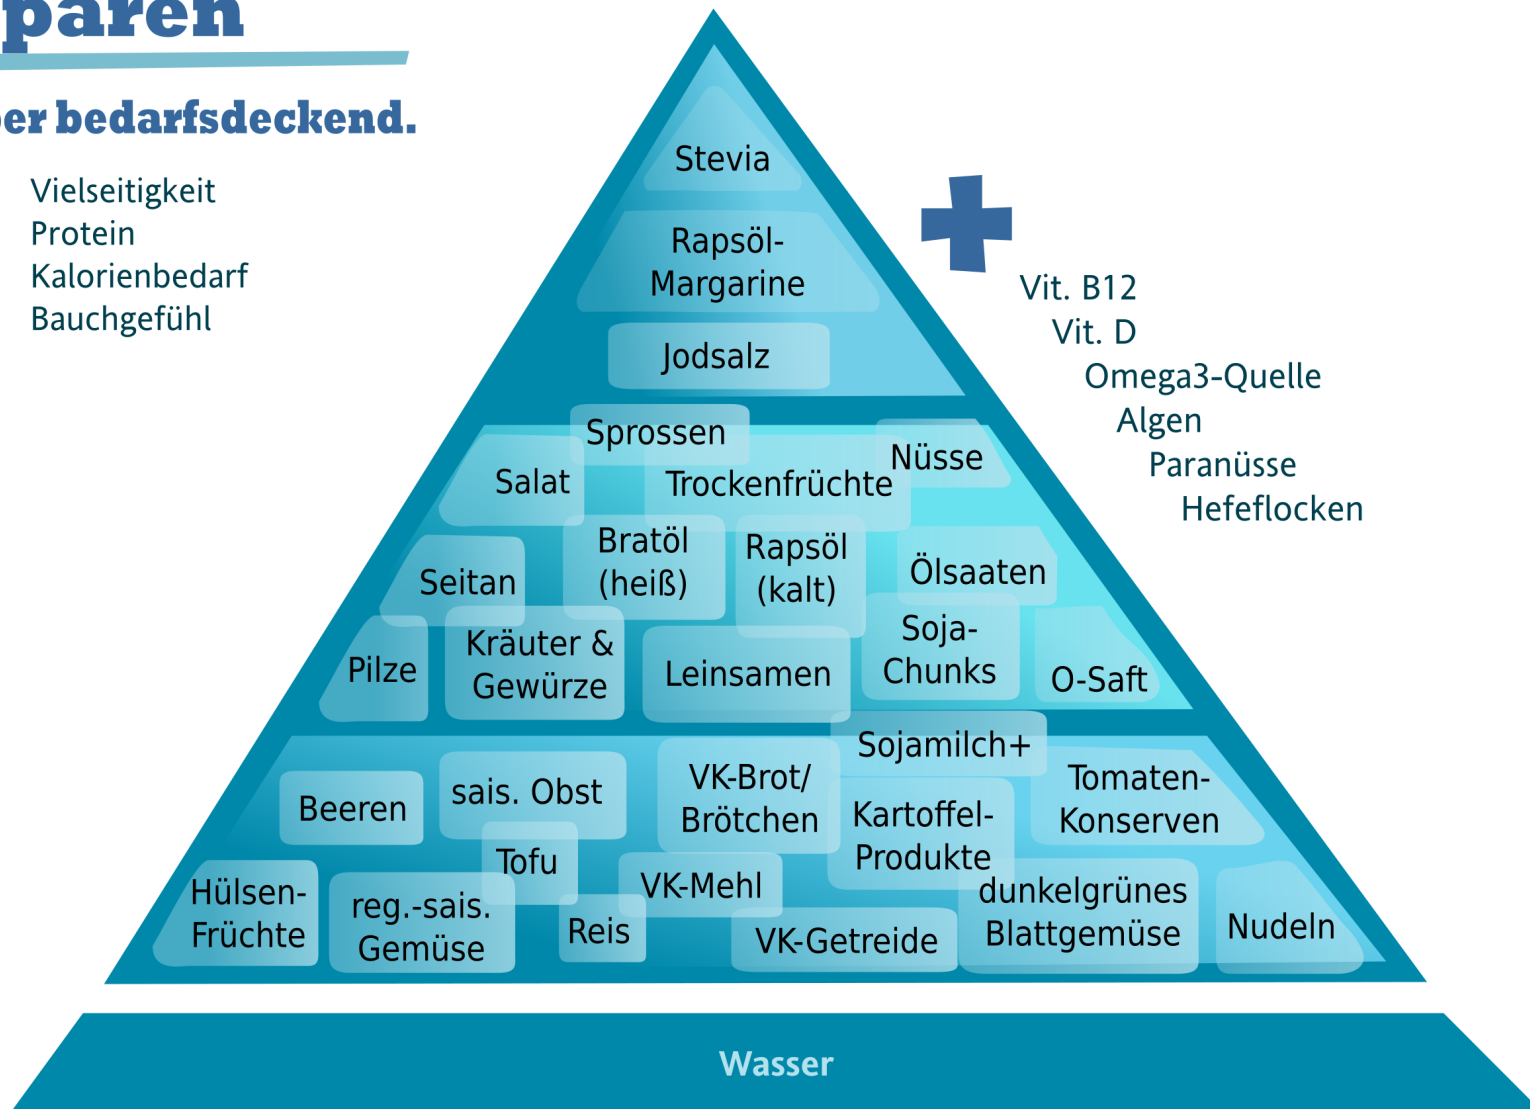 paren
er bedarfsdeckend.
Vielseitigkeit
Protein
Kalorienbedarf
Bauchgefühl
Stevia
Rapsöl-
Margarine
Jodsalz
Vit. B12
Vit. D
Omega3-Quelle
Algen
Paranüsse
Hefeflocken
Sprossen
Salat
Trockenfrüchte
Nüsse
Seitan
Bratöl
(heiß)
Rapsöl
(kalt)
Ölsaaten
Pilze
Kräuter &
Gewürze
Leinsamen
Soja-
Chunks
O-Saft
Sojamilch+
Beeren
sais. Obst
VK-Brot/
Brötchen
Kartoffel-
Produkte
Tomaten-
Konserven
Tofu
Hülsen-
Früchte
reg.-sais.
Gemüse
Reis
VK-Mehl
VK-Getreide
dunkelgrünes
Blattgemüse
Nudeln
Wasser